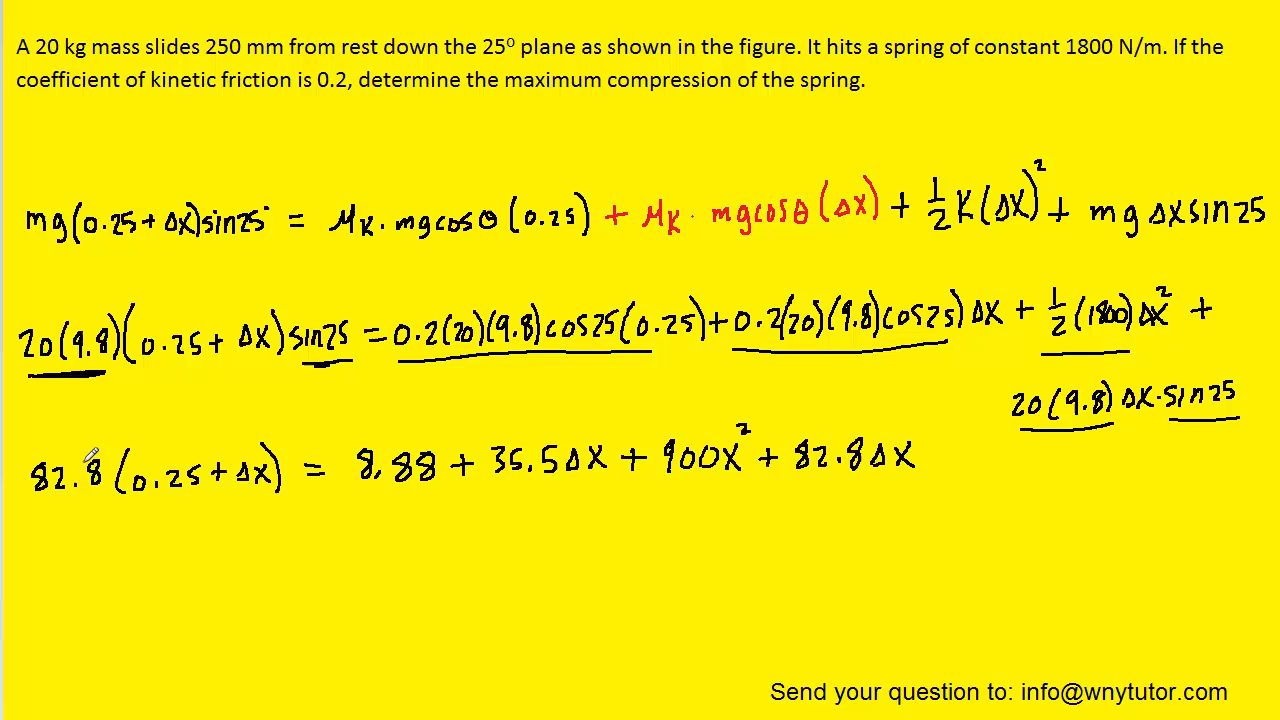 A 20 kg mass slides 250 mm from rest down the 25⁰ plane as shown in the figure. It hits a spring of constant 1800 N/m. If the
coefficient of kinetic friction is 0.2, determine the maximum compression of the spring.
mg(0.25 + Δx)sin25° = μK · mgcosθ(0.25) + μK · mgcosθ(Δx) + 1/2 K(Δx)² + mgΔxsin25
20(9.8)(0.25 + Δx)sin25 = 0.2(20)(9.8)cos25(0.25) + 0.2(20)(9.8)cos25)Δx + 1/2(1800)Δx² +
20(9.8)Δx·sin25
82.8(0.25 + Δx) = 8.88 + 35.5Δx + 900x² + 82.8Δx
Send your question to: info@wnytutor.com